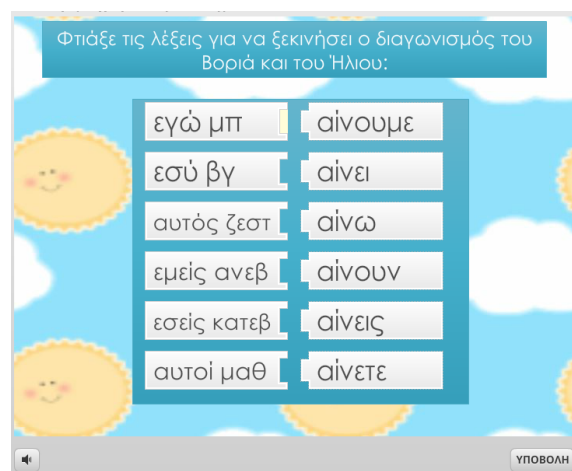 Φτιάξε τις λέξεις για να ξεκινήσει ο διαγωνισμός του
Βοριά και του Ήλιου:
εγώ μπ αίνουμε
εσύ βγ αίνει
αυτός ζεστ αίνω
εμείς ανεβ αίνουν
εσείς κατεβ αίνεις
αυτοί μαθ αίνετε
ΥΠΟΒΟΛΗ